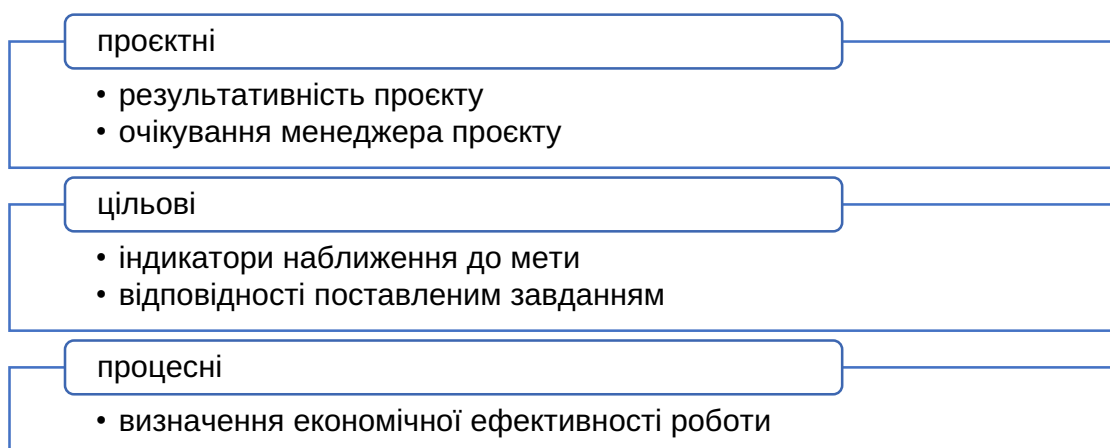 проєктні
• результативність проєкту
• очікування менеджера проєкту
цільові
• індикатори наближення до мети
• відповідності поставленим завданням
процесні
• визначення економічної ефективності роботи